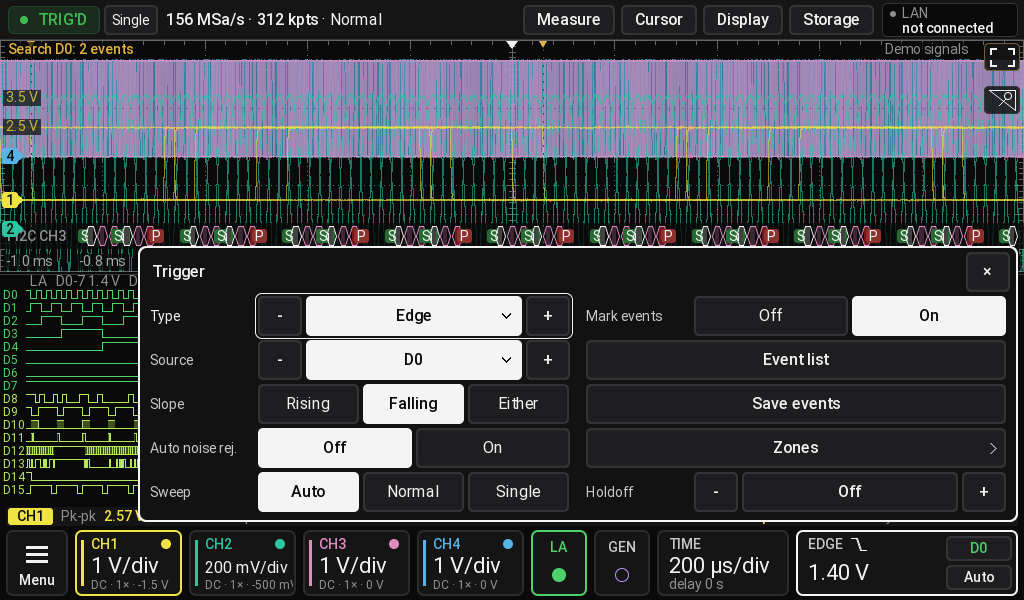 TRIG'D Single 156 MSa/s · 312 kpts · Normal Measure Cursor Display Storage LAN
not connected
Search D0: 2 events Demo signals
3.5 V
2.5 V
4
1
2
I2C CH3 S S P S S P S S P S S P S S P S S P S S P S S P S S P S
-1.0 ms -0.8 ms
Trigger ×
LA D0-7 1.4 V D
D0
D1
D2
D3
D4
D5
D6
D7
D8
D9
D10
D11
D12
D13
D14
D15
Type - Edge + Mark events Off On
Source - D0 + Event list
Slope Rising Falling Either Save events
Auto noise rej. Off On Zones
Sweep Auto Normal Single Holdoff - Off +
CH1 Pk-pk 2.57 V
Menu
CH1
1 V/div
DC · 1× · -1.5 V
CH2
200 mV/div
DC · 1× · -500 mV
CH3
1 V/div
DC · 1× · 0 V
CH4
1 V/div
DC · 1× · 0 V
LA
GEN
TIME
200 µs/div
delay 0 s
EDGE D0
1.40 V Auto